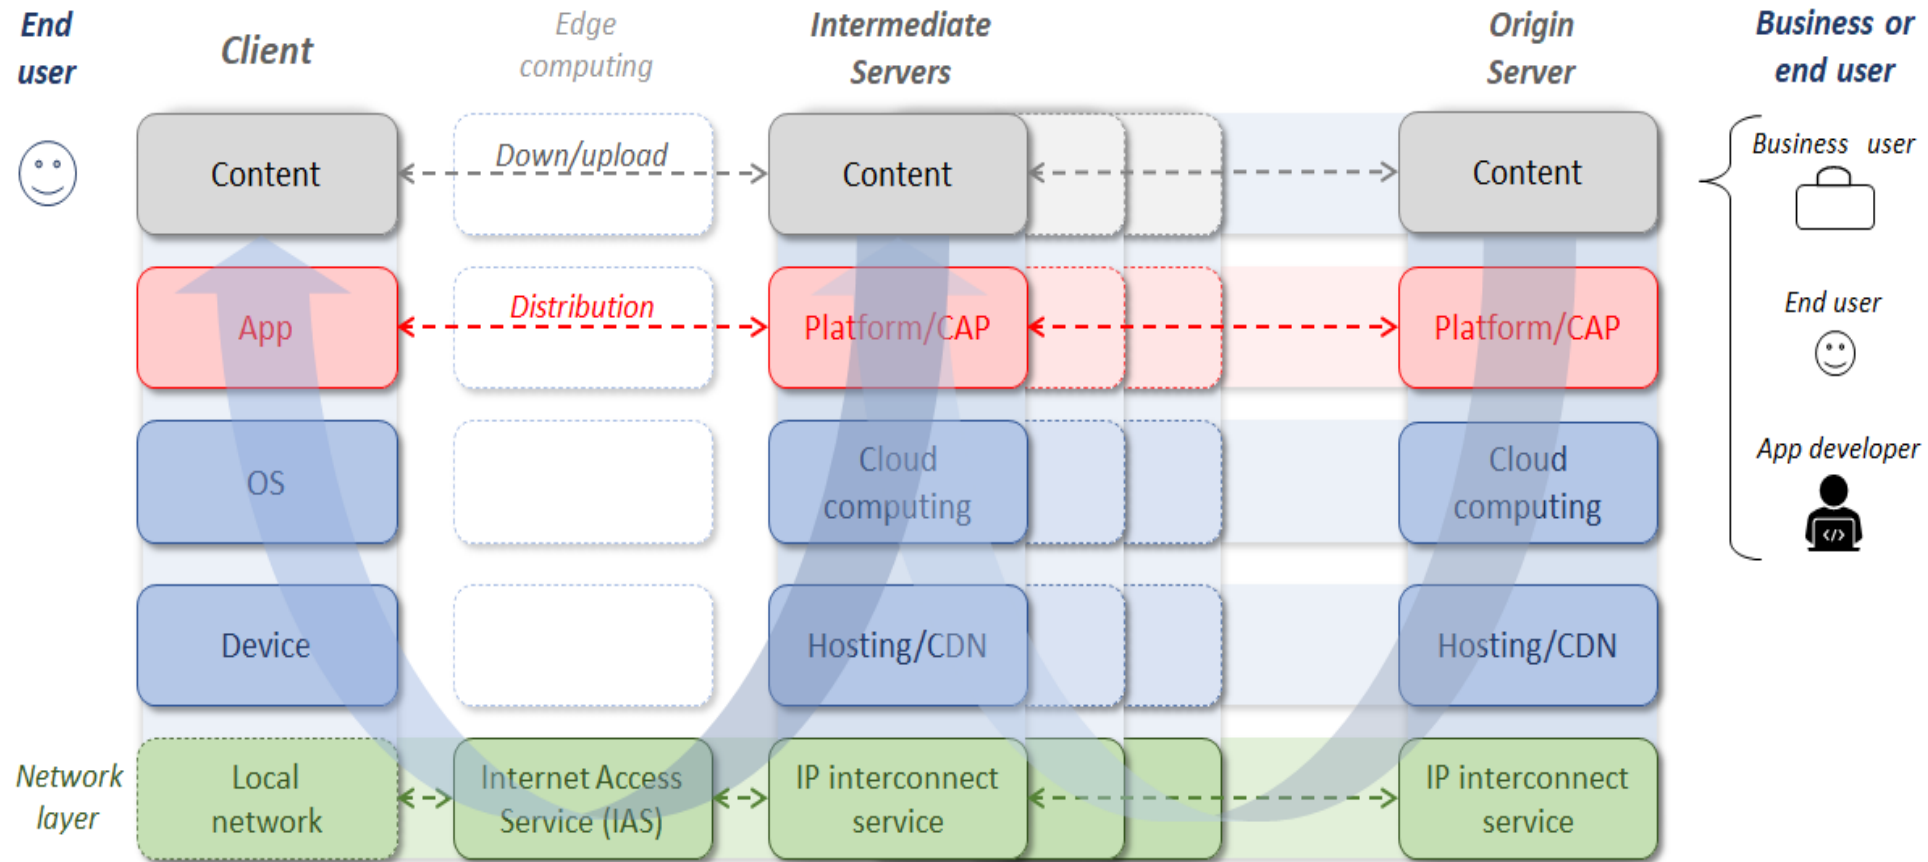 End
user
Client
Edge
computing
Intermediate
Servers
Origin
Server
Business or
end user
Content
Down/upload
Content
Content
Business user
App
Distribution
Platform/CAP
Platform/CAP
End user
OS
Cloud
computing
Cloud
computing
App developer
</>
Device
Hosting/CDN
Hosting/CDN
Network
layer
Local
network
Internet Access
Service (IAS)
IP interconnect
service
IP interconnect
service